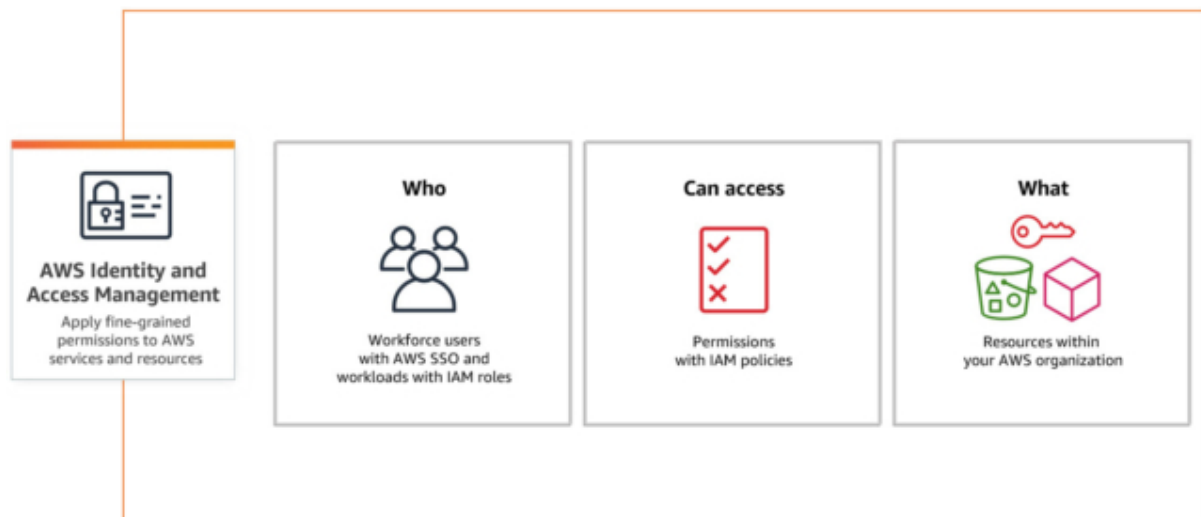 AWS Identity and
Access Management
Apply fine-grained
permissions to AWS
services and resources
Who
Workforce users
with AWS SSO and
workloads with IAM roles
Can access
Permissions
with IAM policies
What
Resources within
your AWS organization